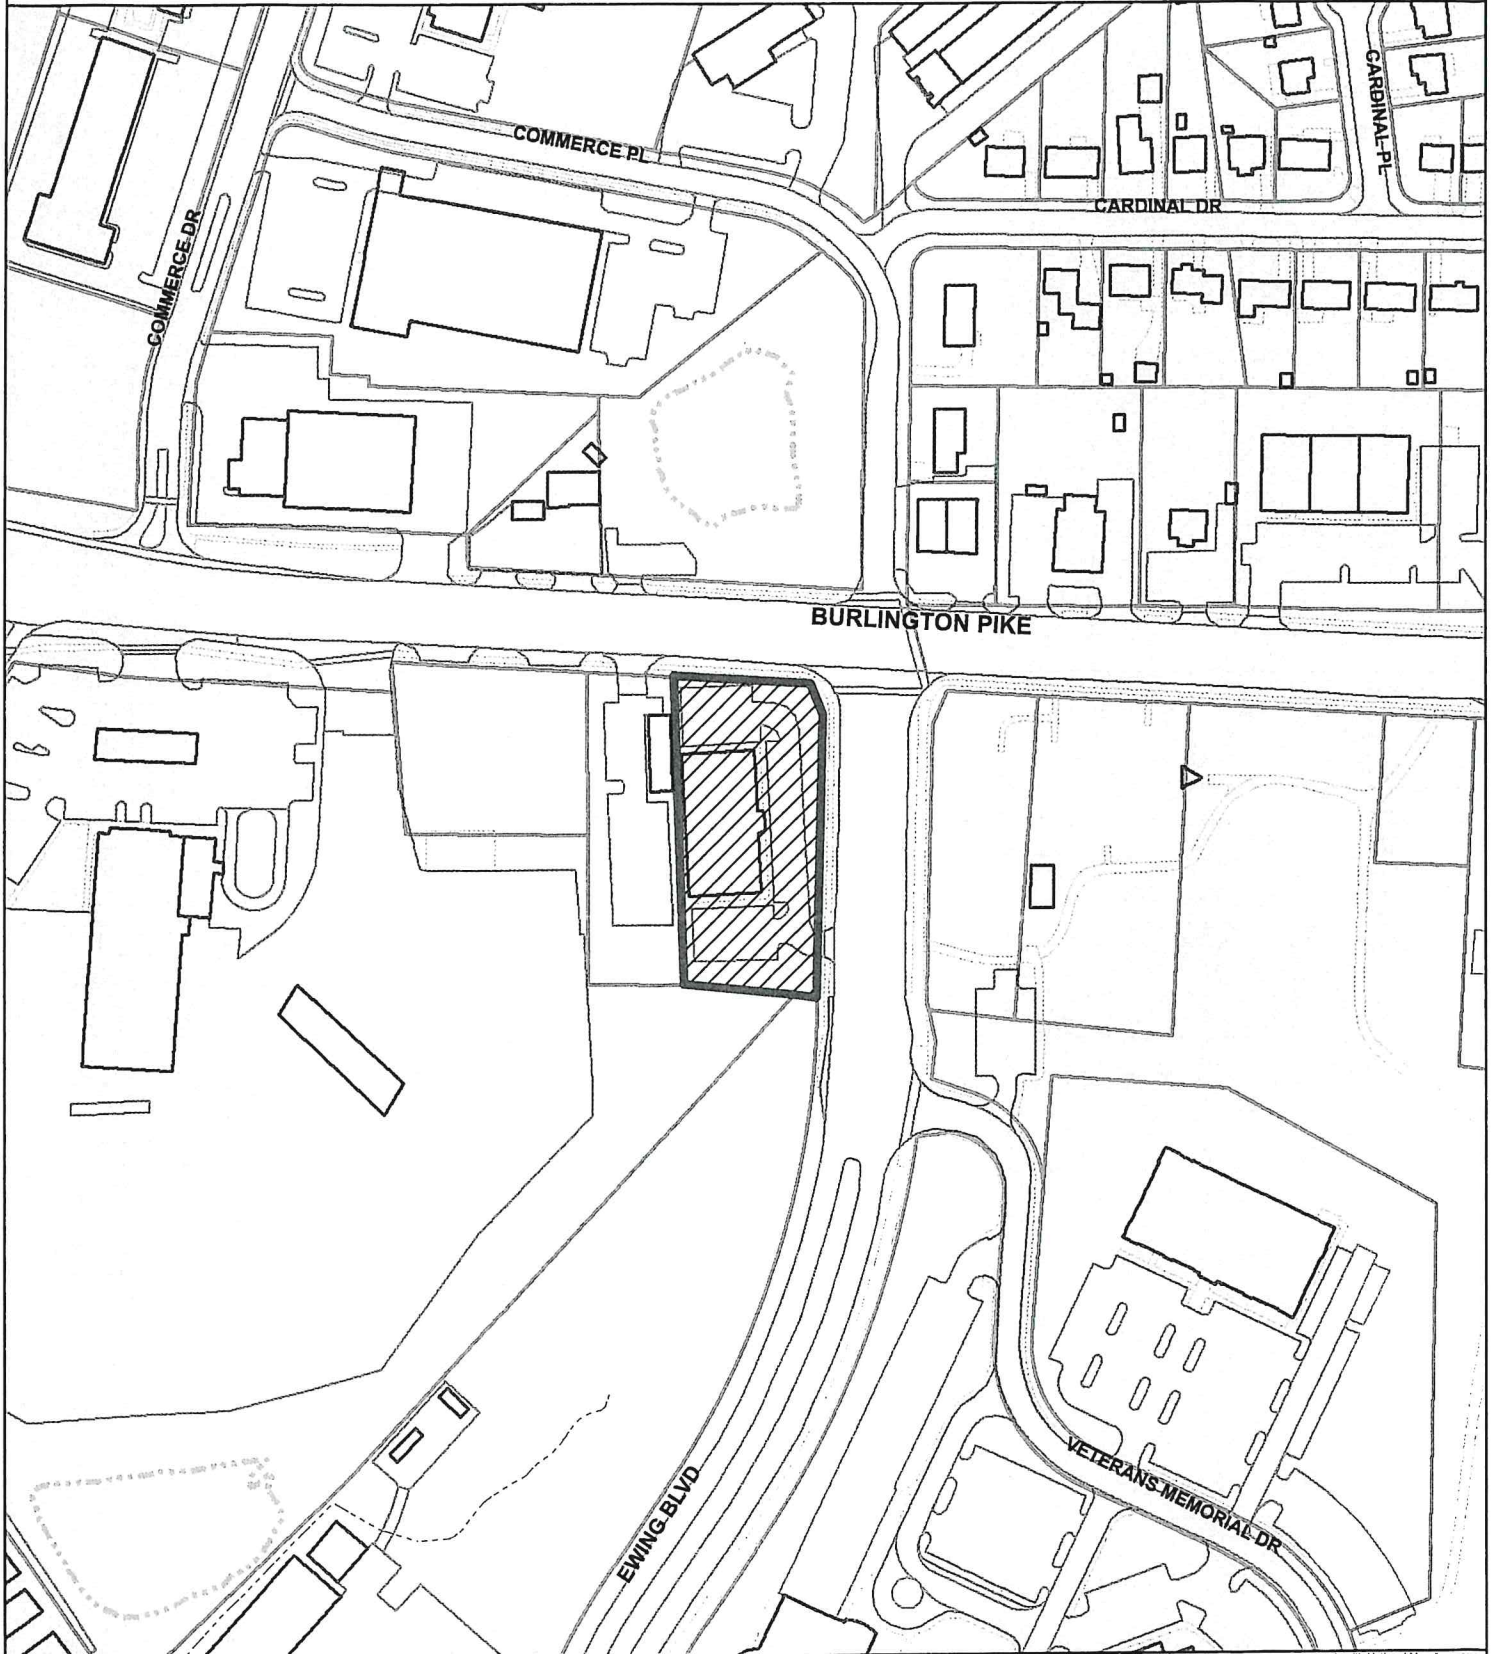 COMMERCE PL
CARDINAL PL
CARDINAL DR
COMMERCE DR
BURLINGTON PIKE
EWING BLVD
VETERANS MEMORIAL DR